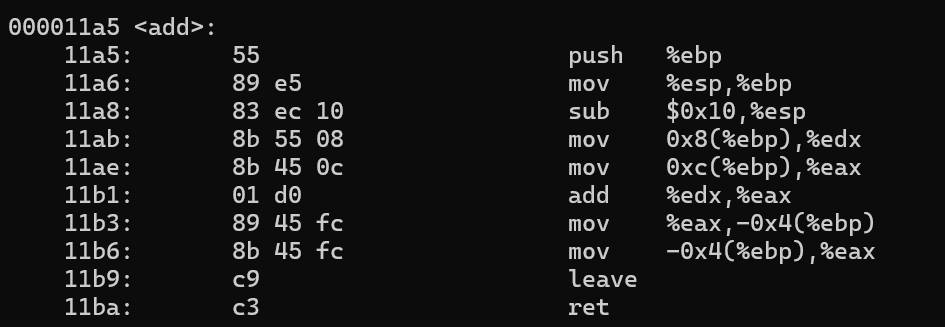 000011a5 <add>:
    11a5:       55                      push   %ebp
    11a6:       89 e5                   mov    %esp,%ebp
    11a8:       83 ec 10                sub    $0x10,%esp
    11ab:       8b 55 08                mov    0x8(%ebp),%edx
    11ae:       8b 45 0c                mov    0xc(%ebp),%eax
    11b1:       01 d0                   add    %edx,%eax
    11b3:       89 45 fc                mov    %eax,-0x4(%ebp)
    11b6:       8b 45 fc                mov    -0x4(%ebp),%eax
    11b9:       c9                      leave
    11ba:       c3                      ret